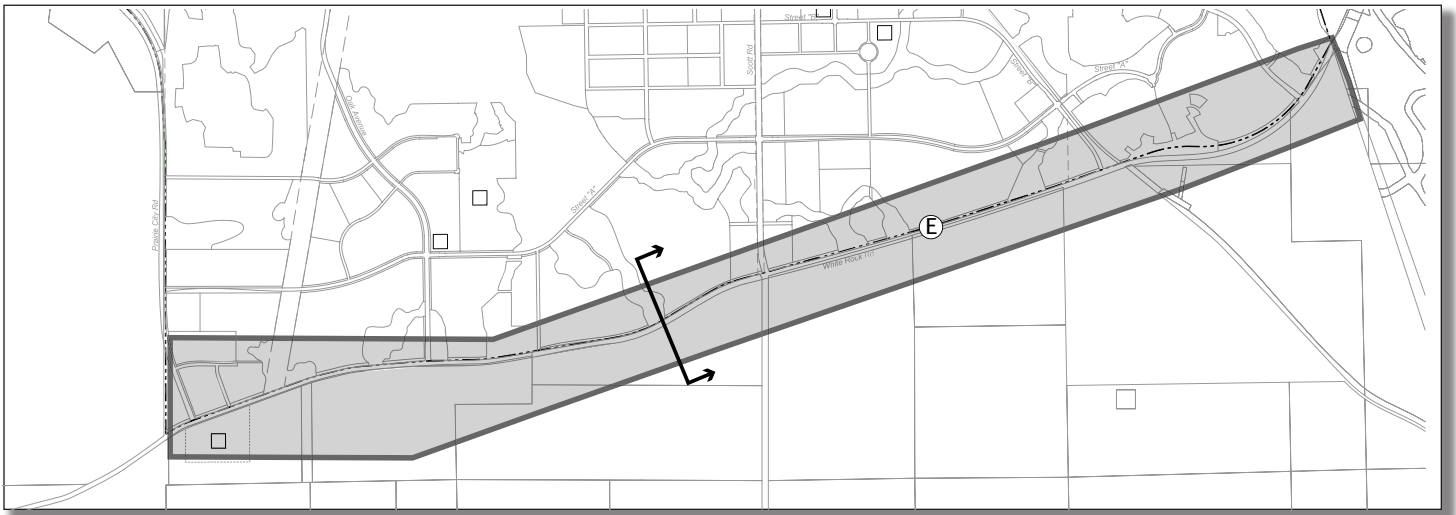 Street "B"
Scott Rd
Street "B"
Street "A"
Oak Avenue
Prairie City Rd
Street "A"
E
White Rock Rd